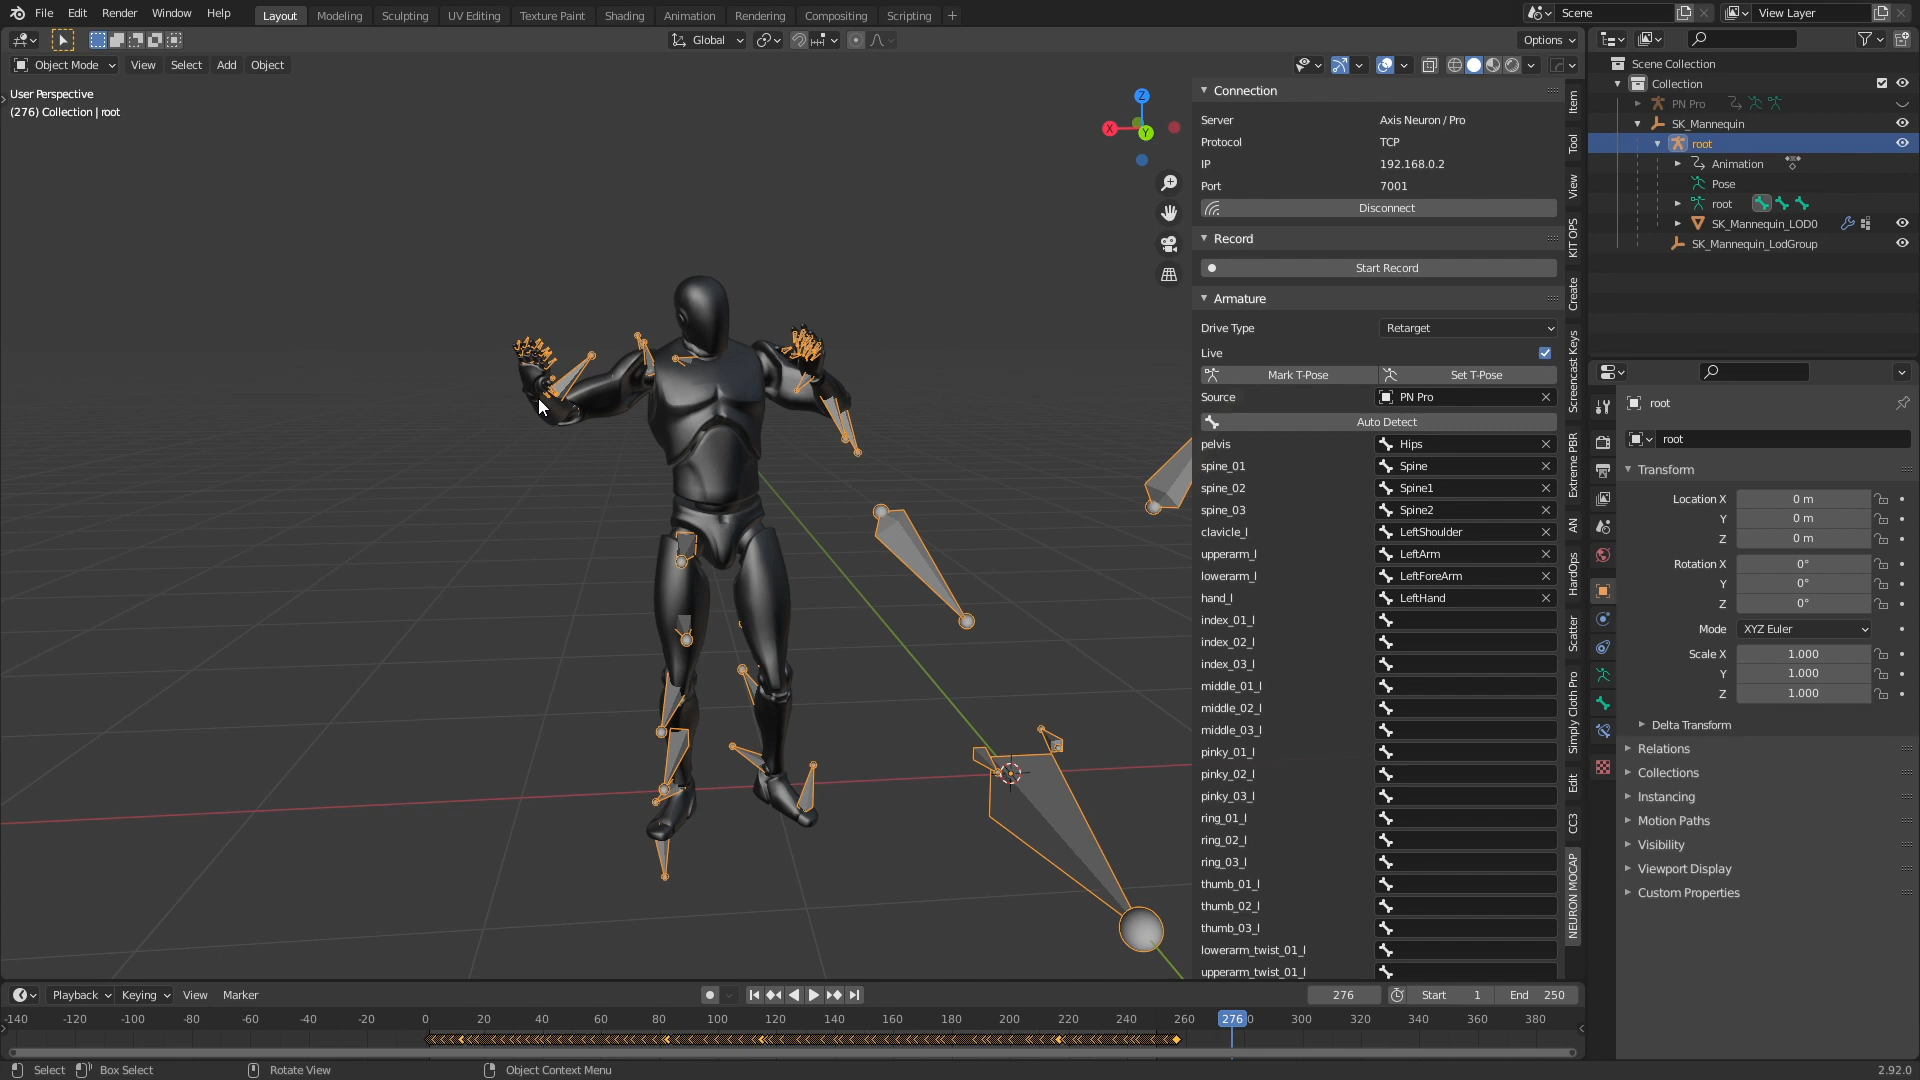 File Edit Render Window Help Layout Modeling Sculpting UV Editing Texture Paint Shading Animation Rendering Compositing Scripting + Scene View Layer
Global Options
Object Mode View Select Add Object
User Perspective
(276) Collection | root
Z
X
Y
Connection
Server Axis Neuron / Pro
Protocol TCP
IP 192.168.0.2
Port 7001
Disconnect
Record
Start Record
Armature
Drive Type Retarget
Live
Mark T-Pose Set T-Pose
Source PN Pro
Auto Detect
pelvis Hips
spine_01 Spine
spine_02 Spine1
spine_03 Spine2
clavicle_l LeftShoulder
upperarm_l LeftArm
lowerarm_l LeftForeArm
hand_l LeftHand
index_01_l
index_02_l
index_03_l
middle_01_l
middle_02_l
middle_03_l
pinky_01_l
pinky_02_l
pinky_03_l
ring_01_l
ring_02_l
ring_03_l
thumb_01_l
thumb_02_l
thumb_03_l
lowerarm_twist_01_l
upperarm_twist_01_l
Item
Tool
View
KIT OPS
Create
Screencast Keys
Extreme PBR
AN
HardOps
Scatter
Simply Cloth Pro
Edit
CC3
NEURON MOCAP
Scene Collection
Collection
PN Pro
SK_Mannequin
root
Animation
Pose
root
SK_Mannequin_LOD0
SK_Mannequin_LodGroup
root
root
Transform
Location X 0 m
Y 0 m
Z 0 m
Rotation X 0°
Y 0°
Z 0°
Mode XYZ Euler
Scale X 1.000
Y 1.000
Z 1.000
Delta Transform
Relations
Collections
Instancing
Motion Paths
Visibility
Viewport Display
Custom Properties
Playback Keying View Marker 276 Start 1 End 250
-140 -120 -100 -80 -60 -40 -20 0 20 40 60 80 100 120 140 160 180 200 220 240 260 276 0 300 320 340 360 380
Select Box Select Rotate View Object Context Menu 2.92.0